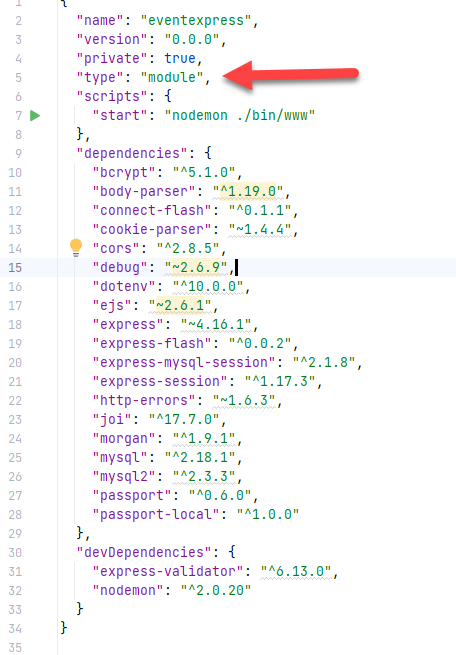 1 {
2 "name": "eventexpress",
3 "version": "0.0.0",
4 "private": true,
5 "type": "module",
6 "scripts": {
7 "start": "nodemon ./bin/www"
8 },
9 "dependencies": {
10 "bcrypt": "^5.1.0",
11 "body-parser": "^1.19.0",
12 "connect-flash": "^0.1.1",
13 "cookie-parser": "~1.4.4",
14 "cors": "^2.8.5",
15 "debug": "~2.6.9",
16 "dotenv": "^10.0.0",
17 "ejs": "~2.6.1",
18 "express": "~4.16.1",
19 "express-flash": "^0.0.2",
20 "express-mysql-session": "^2.1.8",
21 "express-session": "^1.17.3",
22 "http-errors": "~1.6.3",
23 "joi": "^17.7.0",
24 "morgan": "^1.9.1",
25 "mysql": "^2.18.1",
26 "mysql2": "^2.3.3",
27 "passport": "^0.6.0",
28 "passport-local": "^1.0.0"
29 },
30 "devDependencies": {
31 "express-validator": "^6.13.0",
32 "nodemon": "^2.0.20"
33 }
34 }
35